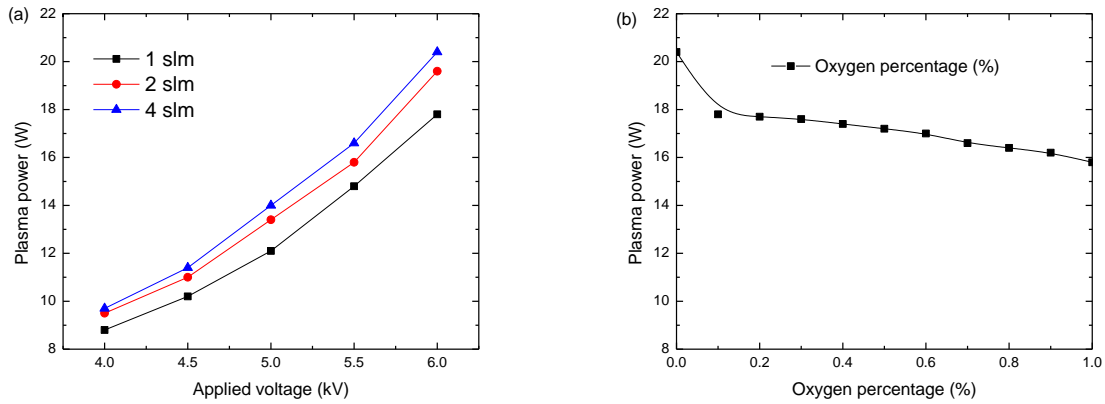 (a)
20
18
16
14
12
10
8
Plasma power (W)
1 slm
2 slm
4 slm
4.0 4.5 5.0 5.5 6.0
Applied voltage (kV)
(b)
22
20
18
16
14
12
10
8
Plasma power (W)
Oxygen percentage (%)
0.0 0.2 0.4 0.6 0.8 1.0
Oxygen percentage (%)